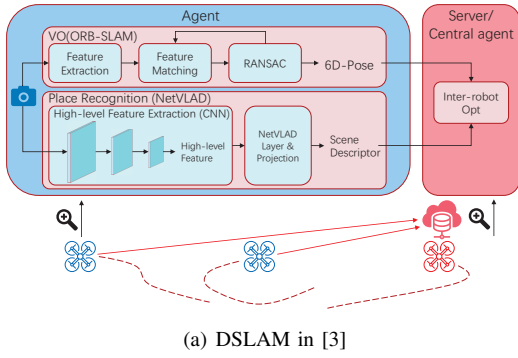 Agent
Server/
Central agent
VO(ORB-SLAM)
Feature
Extraction
Feature
Matching
RANSAC
6D-Pose
Inter-robot
Opt
Place Recognition (NetVLAD)
High-level Feature Extraction (CNN)
High-level
Feature
NetVLAD
Layer &
Projection
Scene
Descriptor
(a) DSLAM in [3]